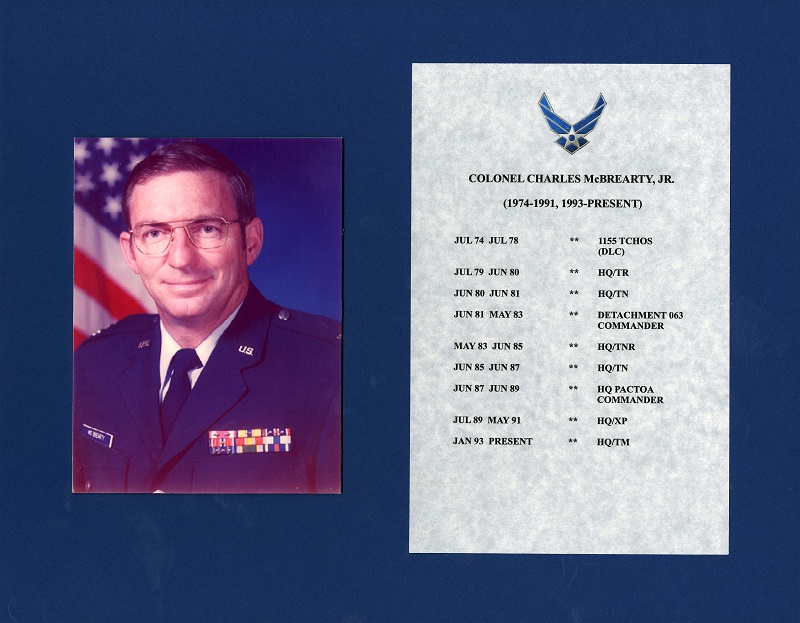 U.S.
Mc BREARTY
COLONEL CHARLES McBREARTY, JR.
(1974-1991, 1993-PRESENT)
JUL 74 JUL 78 ** 1155 TCHOS
(DLC)
JUL 79 JUN 80 ** HQ/TR
JUN 80 JUN 81 ** HQ/TN
JUN 81 MAY 83 ** DETACHMENT 063
COMMANDER
MAY 83 JUN 85 ** HQ/TNR
JUN 85 JUN 87 ** HQ/TN
JUN 87 JUN 89 ** HQ PACTOA
COMMANDER
JUL 89 MAY 91 ** HQ/XP
JAN 93 PRESENT ** HQ/TM